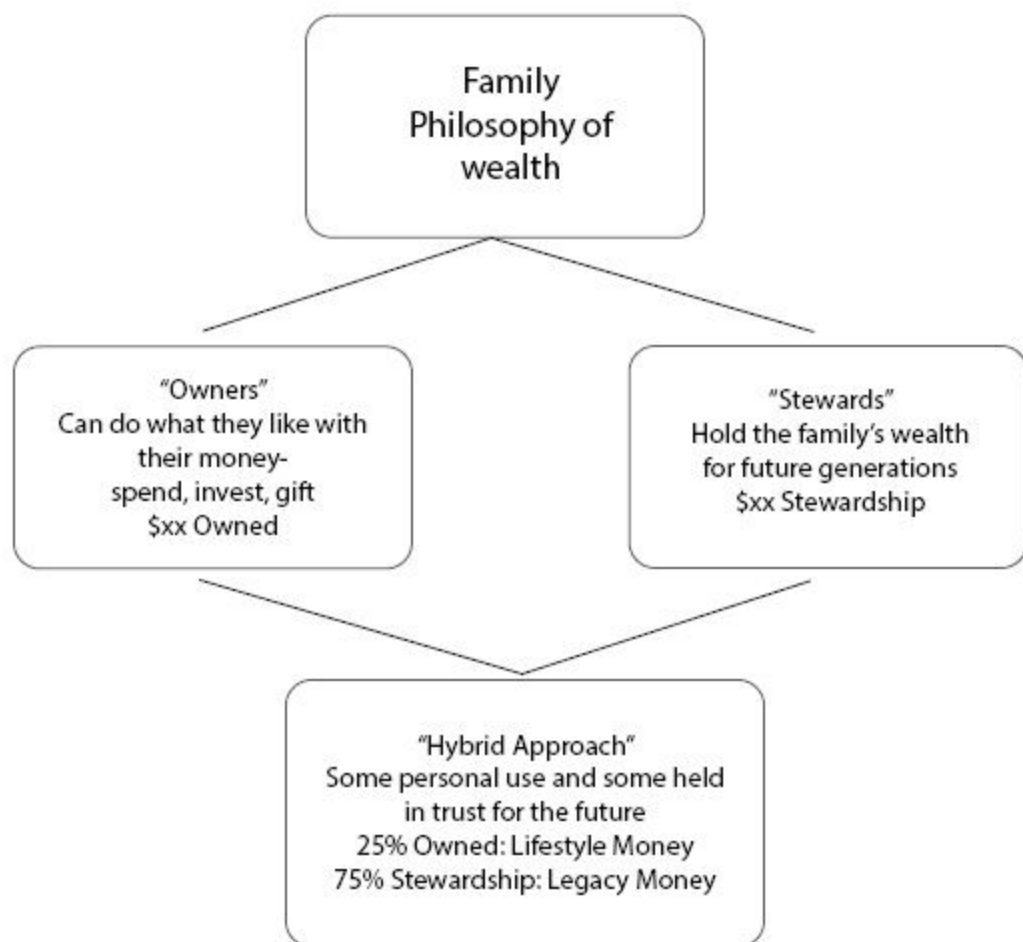 Family
Philosophy of
wealth
“Owners”
Can do what they like with
their money-
spend, invest, gift
$xx Owned
“Stewards”
Hold the family’s wealth
for future generations
$xx Stewardship
“Hybrid Approach”
Some personal use and some held
in trust for the future
25% Owned: Lifestyle Money
75% Stewardship: Legacy Money